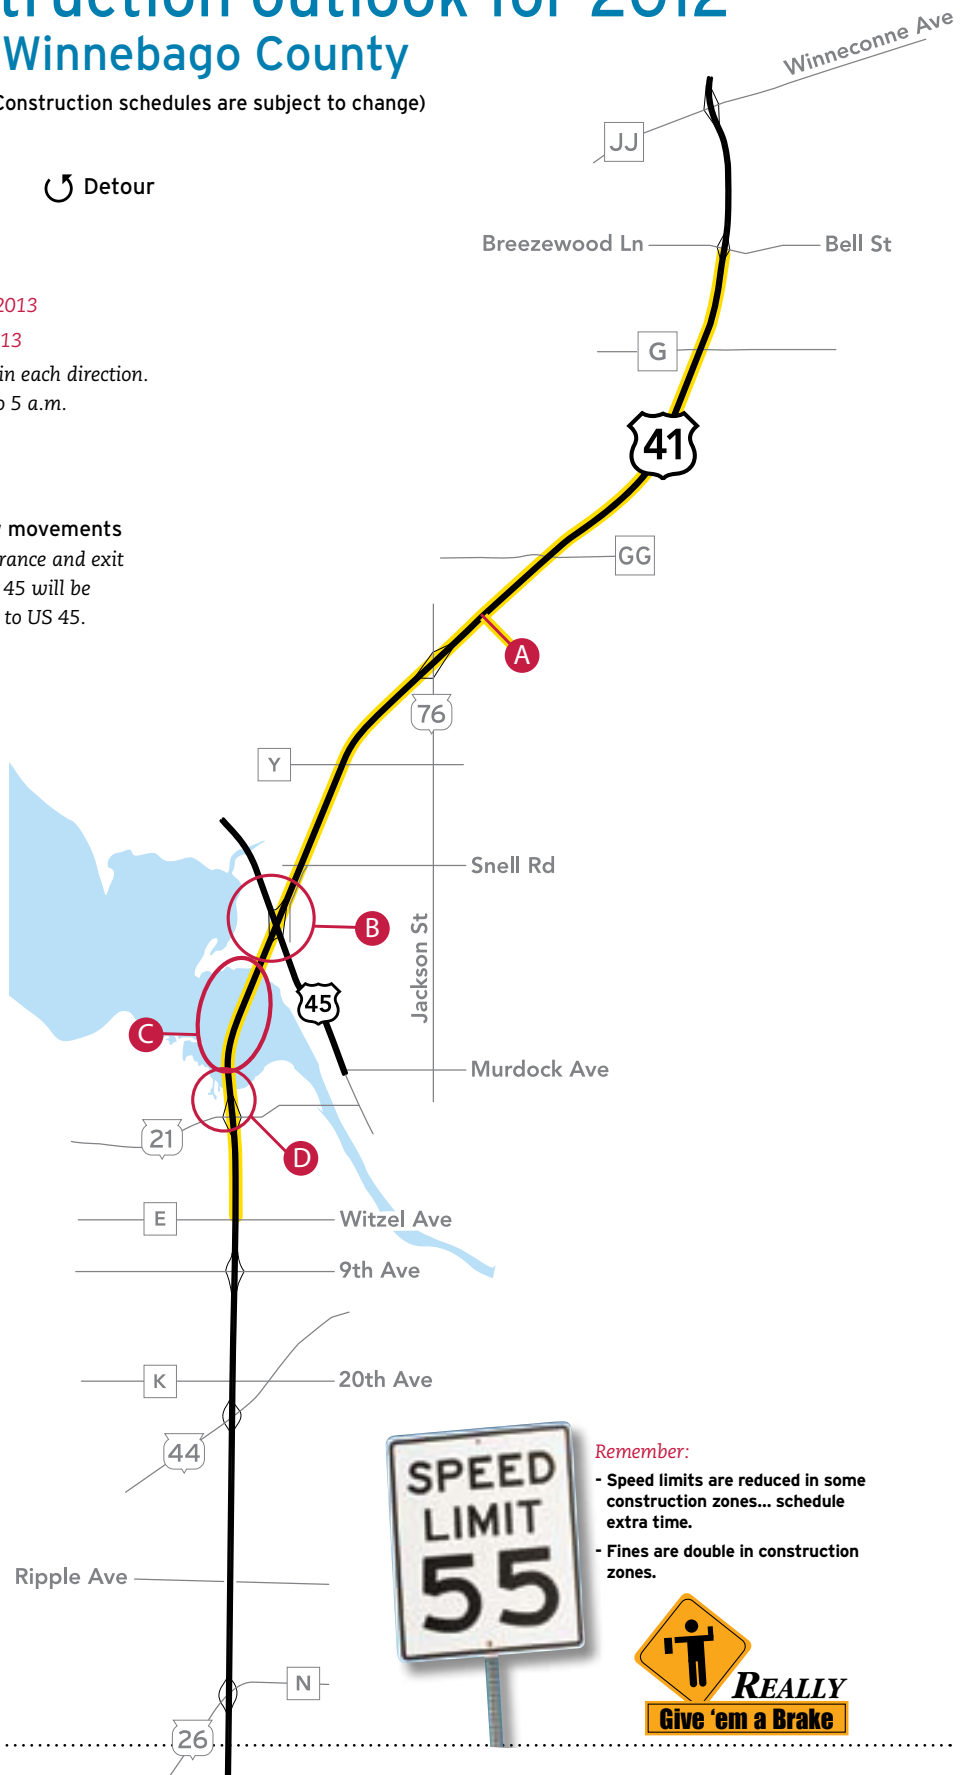 truction outlook for 2012
Winnebago County
Construction schedules are subject to change)
Winneconne Ave
JJ
Detour
Breezewood Ln
Bell St
2013
13
G
in each direction.
o 5 a.m.
41
movements
rance and exit
GG
45 will be
to US 45.
A
76
Y
Snell Rd
B
Jackson St
45
C
Murdock Ave
21
D
E
Witzel Ave
9th Ave
K
20th Ave
44
SPEED
LIMIT
55
Remember:
- Speed limits are reduced in some
construction zones... schedule
extra time.
- Fines are double in construction
zones.
Ripple Ave
N
REALLY
Give 'em a Brake
26